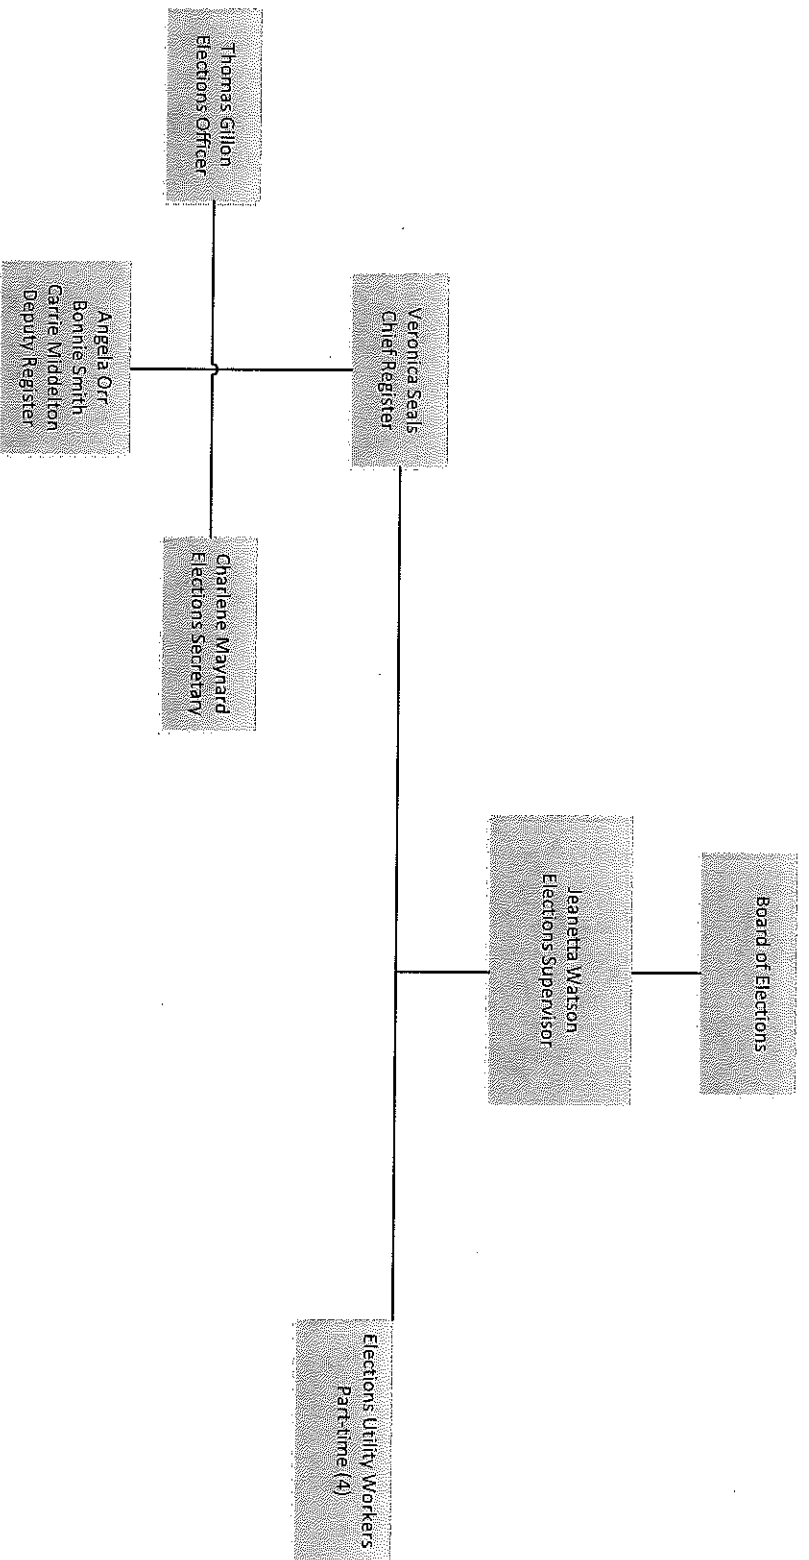 Board of Elections
Jeanetta Watson
Elections Supervisor
Veronica Seals
Chief Register
Elections Utility Workers
Part-time (4)
Thomas Gillon
Elections Officer
Charlene Maynard
Elections Secretary
Angela Orr
Bonnie Smith
Carrie Middelton
Deputy Register